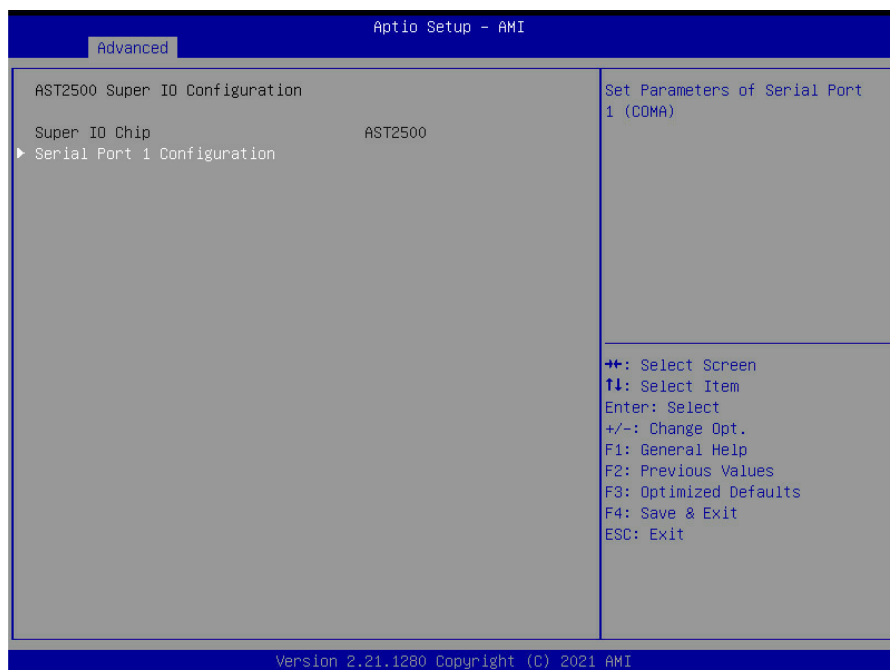 Aptio Setup – AMI
Advanced
AST2500 Super IO Configuration
Super IO Chip AST2500
▶ Serial Port 1 Configuration
Set Parameters of Serial Port
1 (COMA)
→←: Select Screen
↑↓: Select Item
Enter: Select
+/-: Change Opt.
F1: General Help
F2: Previous Values
F3: Optimized Defaults
F4: Save & Exit
ESC: Exit
Version 2.21.1280 Copyright (C) 2021 AMI